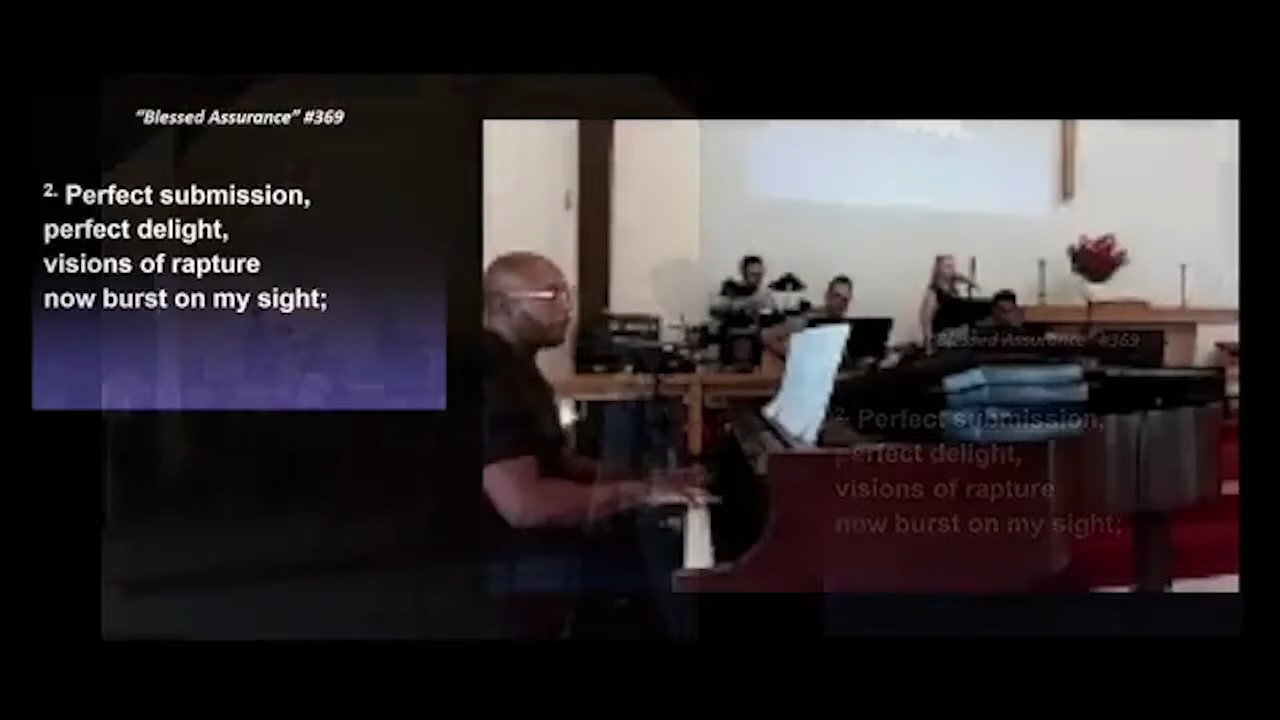 “Blessed Assurance” #369
2. Perfect submission,
perfect delight,
visions of rapture
now burst on my sight;
"Blessed Assurance" #369
2. Perfect submission,
perfect delight,
visions of rapture
now burst on my sight;